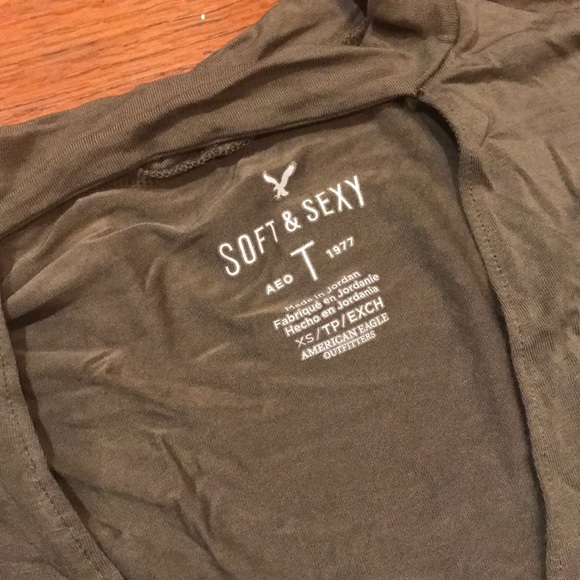 SOFT & SEXY
AEO T 1977
Made in Jordan
Fabriqué en Jordanie
Hecho en Jordania
XS/TP/EXCH
AMERICAN EAGLE
OUTFITTERS